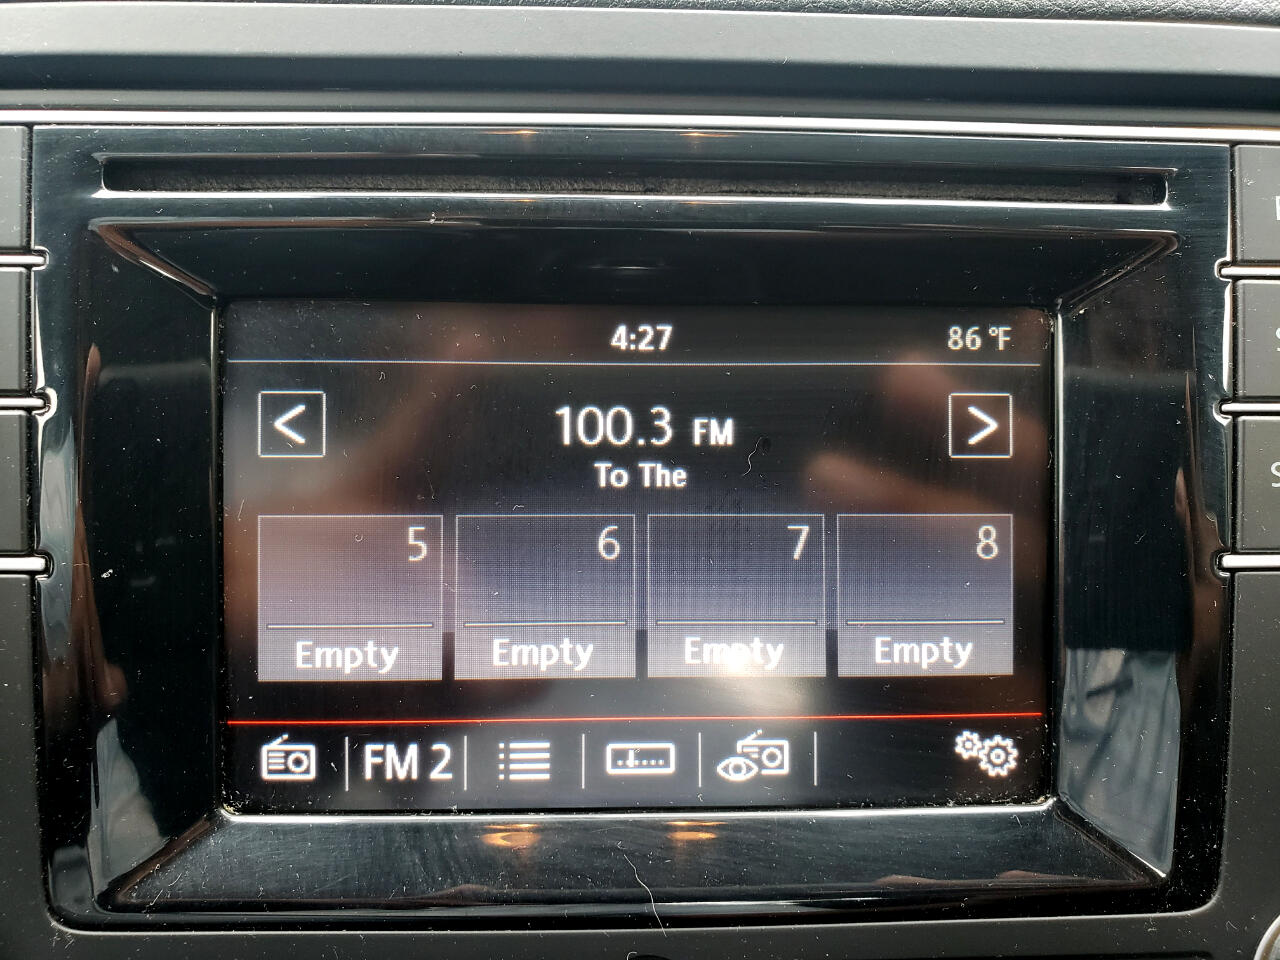 4:27 86 °F
< 100.3 FM >
To The
5 6 7 8
Empty Empty Empty Empty
FM 2